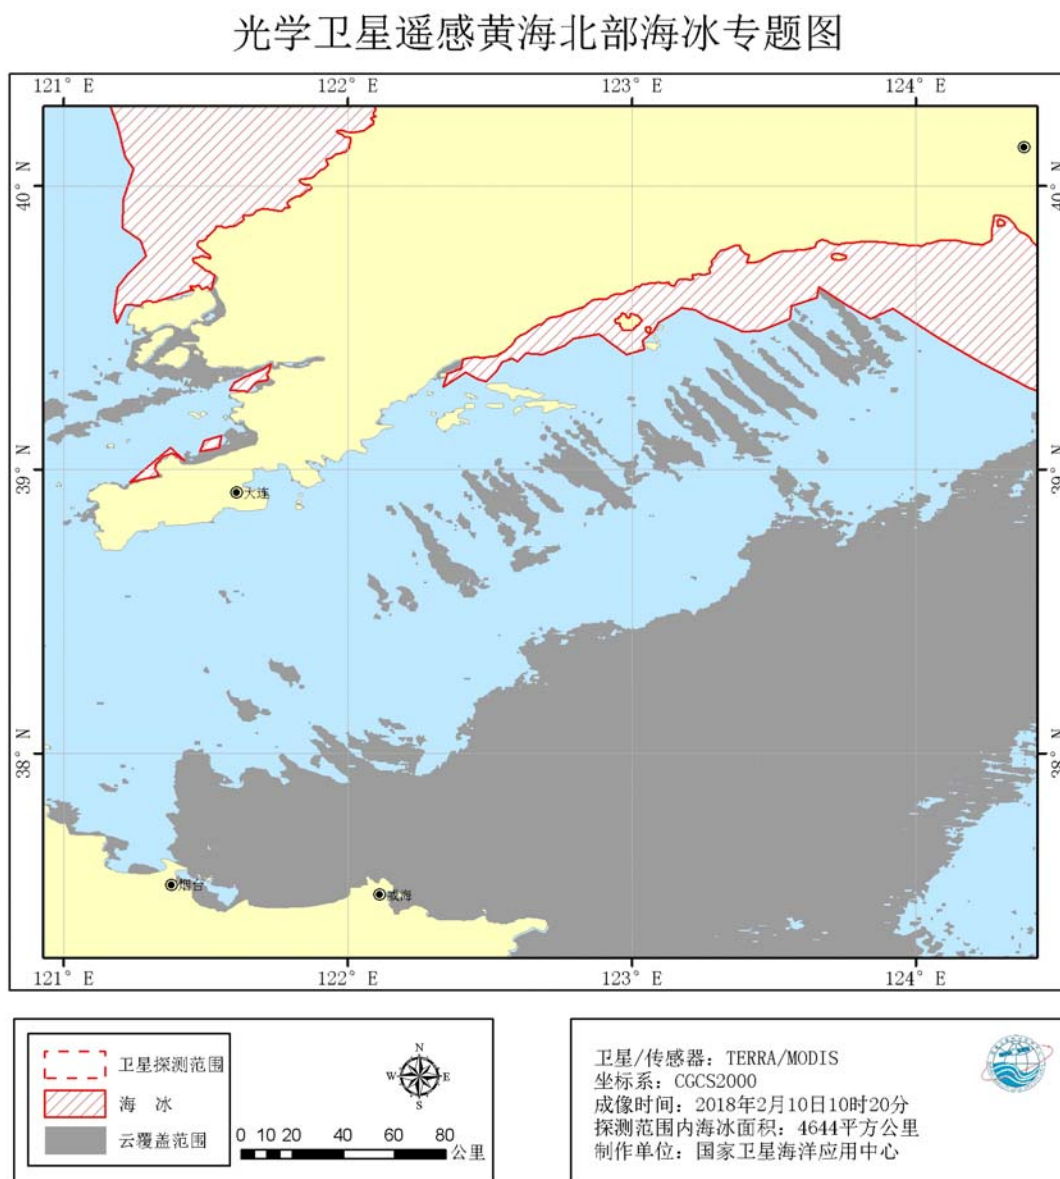 光学卫星遥感黄海北部海冰专题图
121° E 122° E 123° E 124° E
40° N 40° N
39° N 39° N
大连
38° N 38° N
烟台
威海
121° E 122° E 123° E 124° E
卫星探测范围
海 冰
云覆盖范围
N
W E
S
0 10 20 40 60 80
公里
卫星/传感器: TERRA/MODIS
坐标系: CGCS2000
成像时间: 2018年2月10日10时20分
探测范围内海冰面积: 4644平方公里
制作单位: 国家卫星海洋应用中心